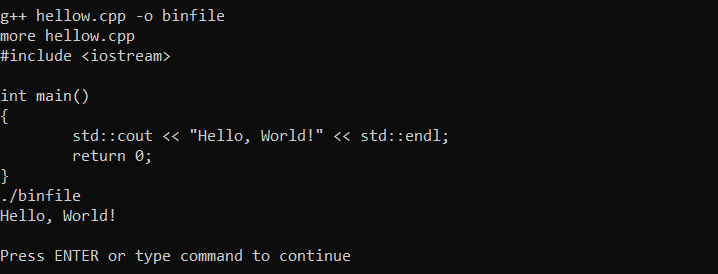 g++ hellow.cpp -o binfile
more hellow.cpp
#include <iostream>

int main()
{
        std::cout << "Hello, World!" << std::endl;
        return 0;
}
./binfile
Hello, World!

Press ENTER or type command to continue